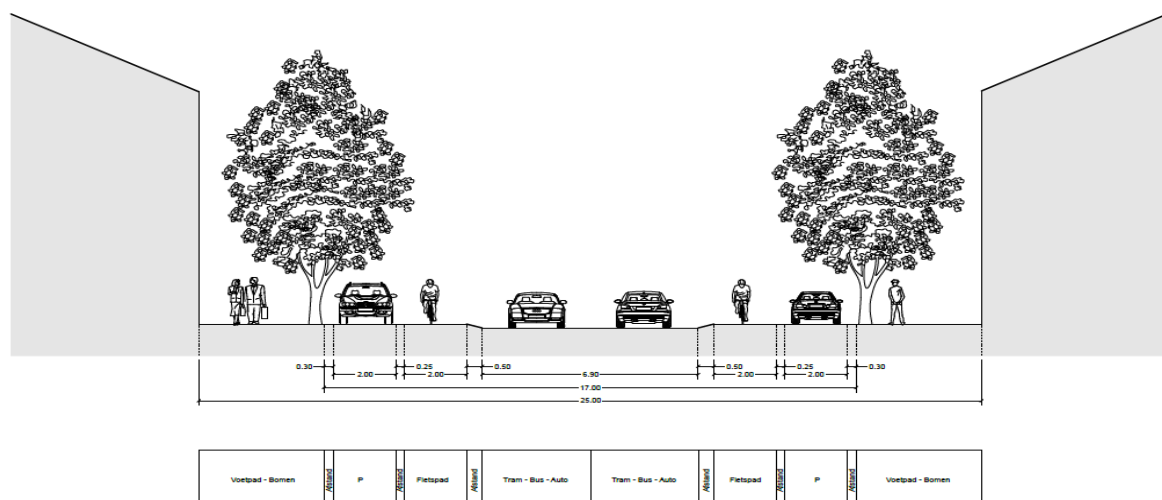 0.30 0.25 0.50 0.50 0.25 0.30
2.00 2.00 6.90 2.00 2.00
17.00
25.00
Voetpad - Bomen Afstand P Afstand Fietspad Afstand Tram - Bus - Auto Tram - Bus - Auto Afstand Fietspad Afstand P Afstand Voetpad - Bomen